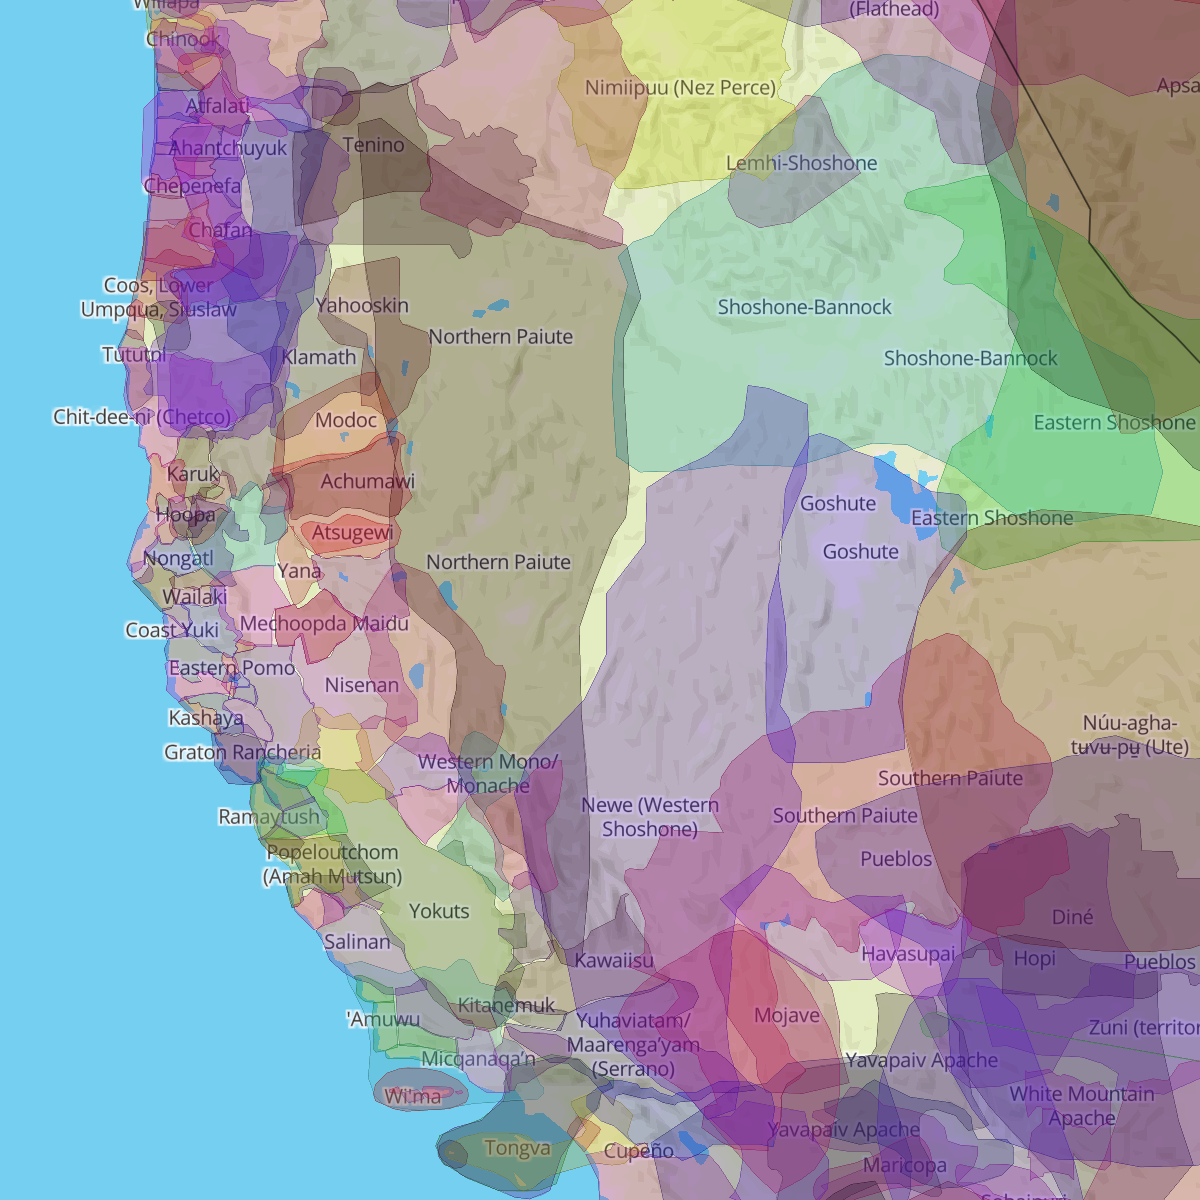 Willapa
(Flathead)
Chinook
Nimiipuu (Nez Perce)
Apsa
Atfalati
Ahantchuyuk
Tenino
Lemhi-Shoshone
Chepenefa
Chafan
Coos, Lower
Umpqua, Siuslaw
Yahooskin
Shoshone-Bannock
Northern Paiute
Tututni
Klamath
Shoshone-Bannock
Chit-dee-ni (Chetco)
Modoc
Eastern Shoshone
Karuk
Achumawi
Goshute
Hoopa
Eastern Shoshone
Atsugewi
Goshute
Nongatl
Northern Paiute
Yana
Wailaki
Mechoopda Maidu
Coast Yuki
Eastern Pomo
Nisenan
Kashaya
Núu-agha-
tʉvʉ-pʉ̱ (Ute)
Graton Rancheria
Western Mono/
Monache
Southern Paiute
Newe (Western
Shoshone)
Southern Paiute
Ramaytush
Popeloutchom
(Amah Mutsun)
Pueblos
Yokuts
Diné
Salinan
Kawaiisu
Havasupai
Hopi
Pueblos
Kitanemuk
'Amuwu
Yuhaviatam/
Maarenga'yam
(Serrano)
Mojave
Zuni (territor
Micqanaqa'n
Yavapaiv Apache
Wi'ma
White Mountain
Apache
Yavapaiv Apache
Tongva
Cupeño
Maricopa
Sobaipuri